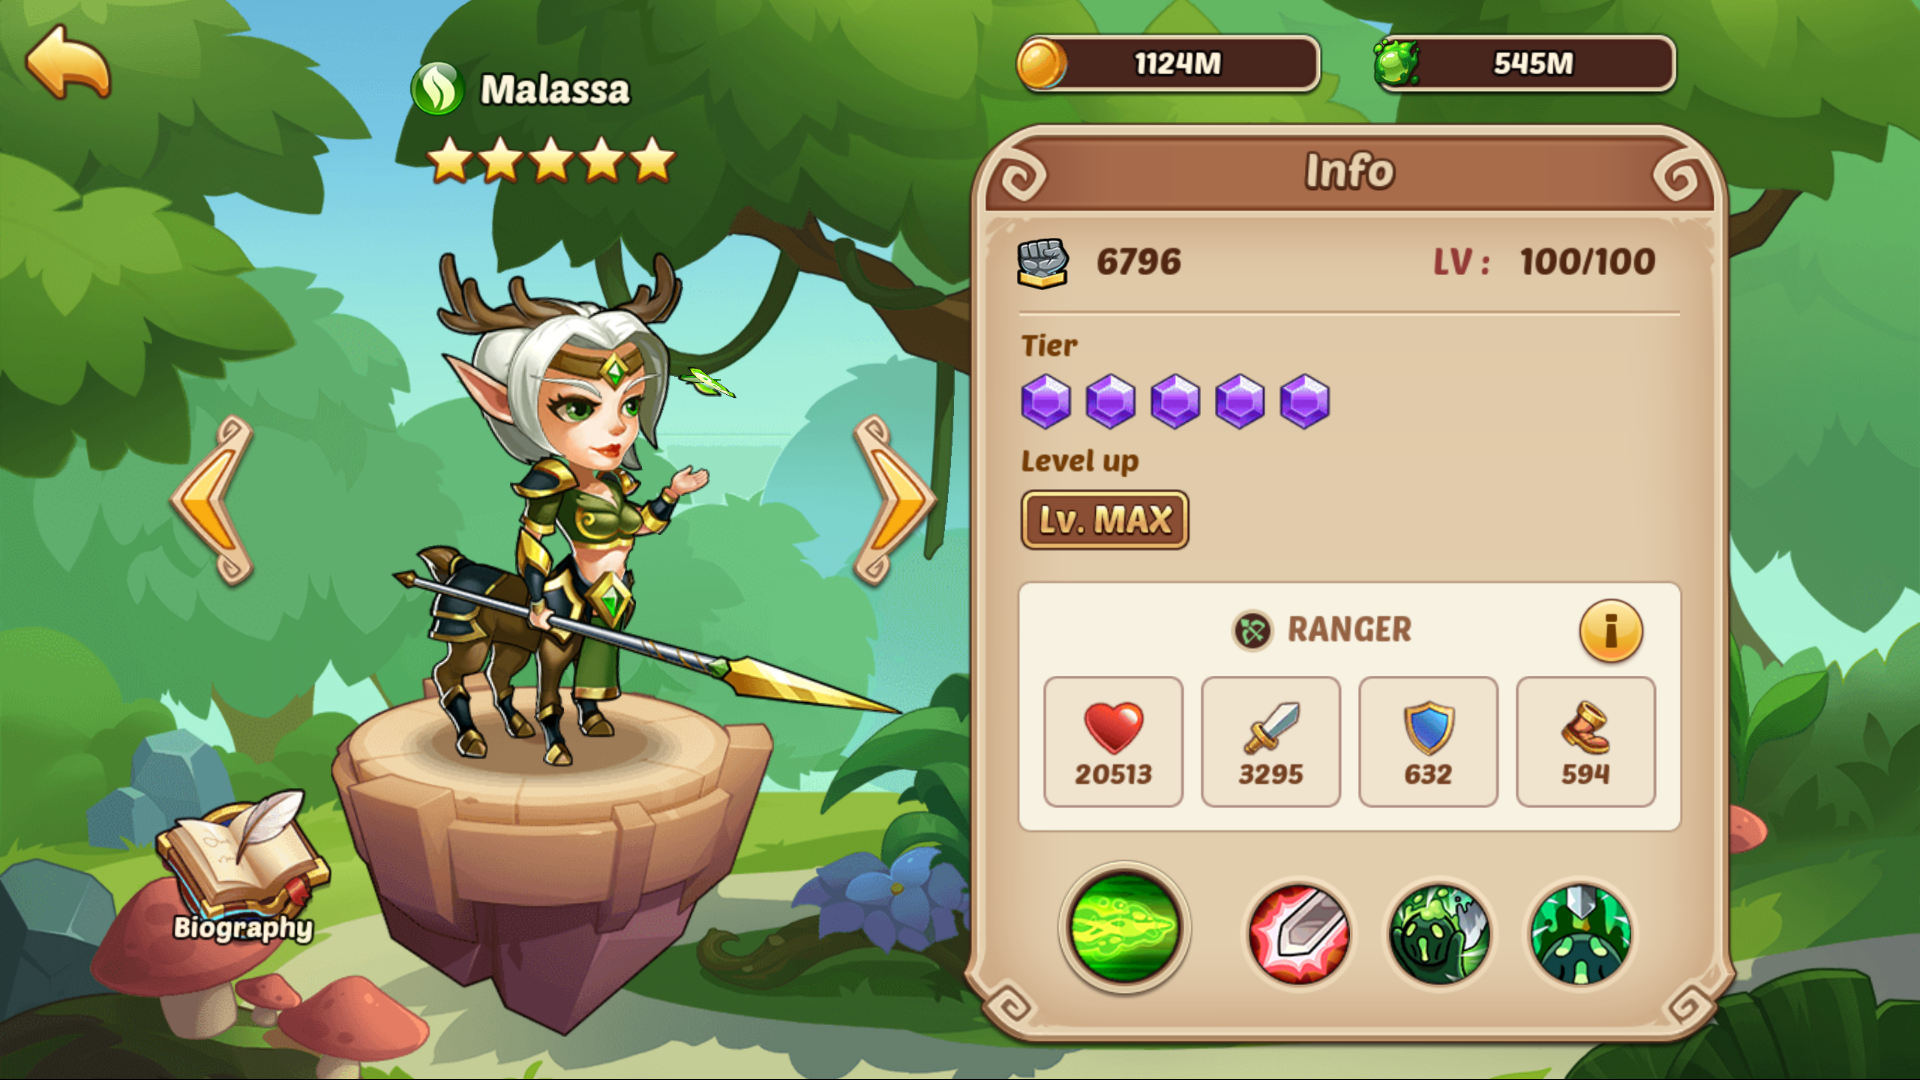 Malassa
1124M
545M
Info
6796
LV : 100/100
Tier
Level up
Lv. MAX
RANGER
20513
3295
632
594
Biography